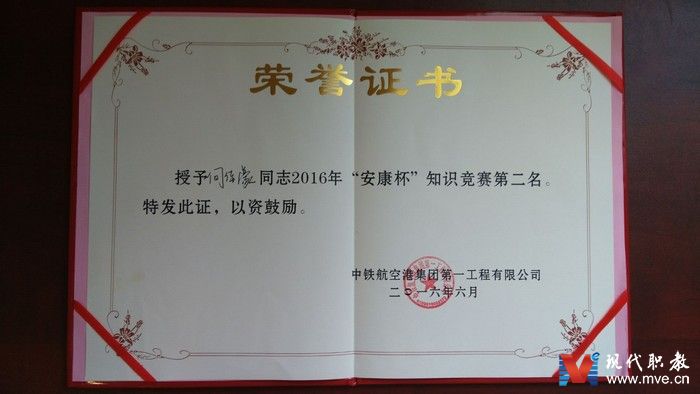 荣誉证书
授予同志2016年“安康杯”知识竞赛第二名。
特发此证，以资鼓励。
中铁航空港集团第一工程有限公司
二〇一六年六月
现代职教
www.mve.cn